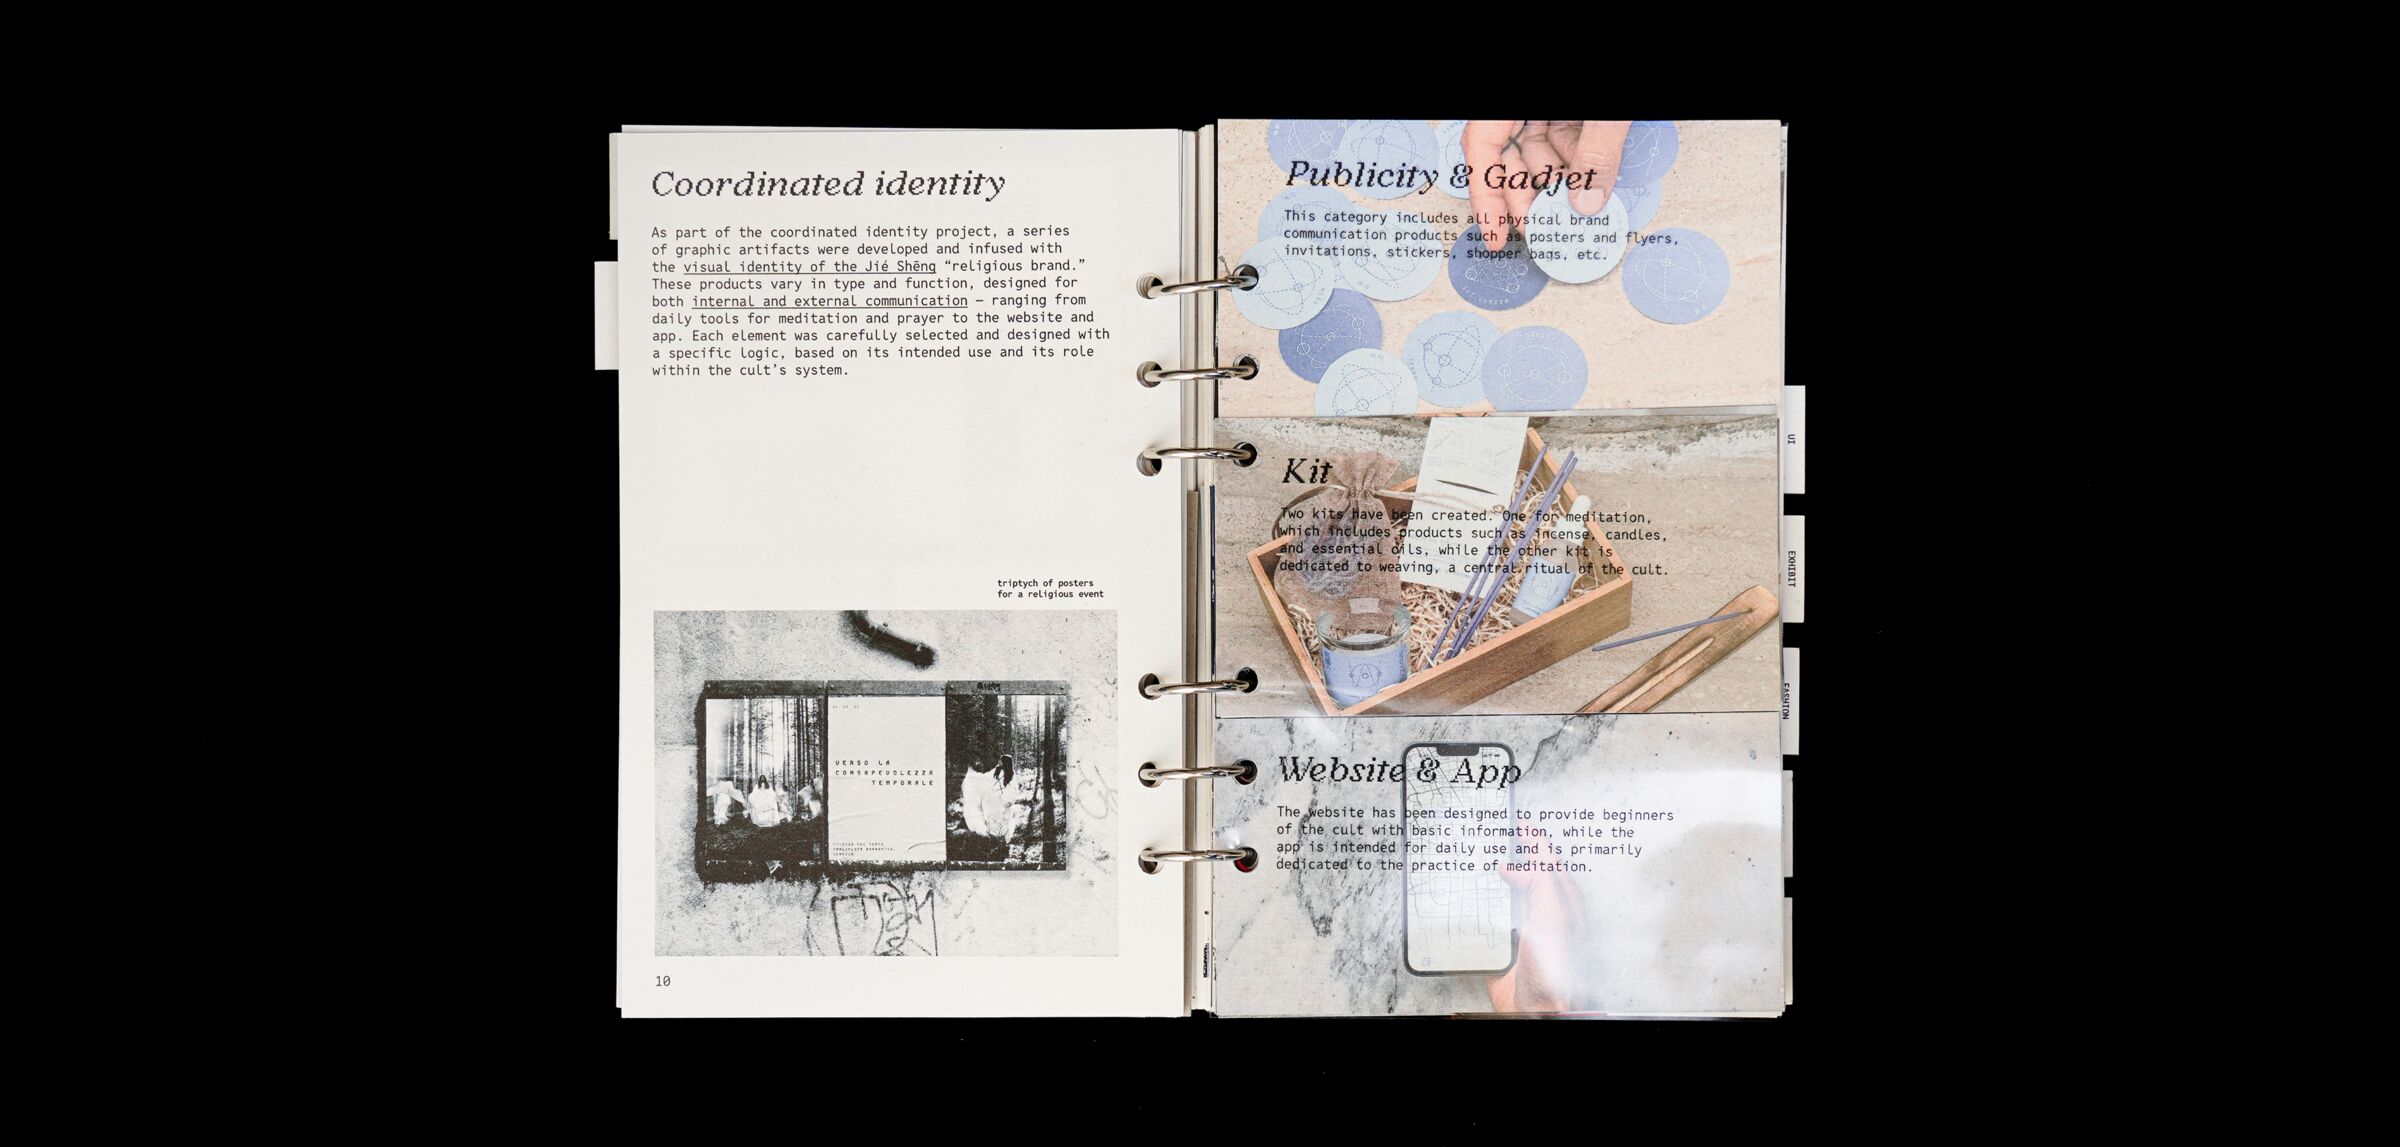 Coordinated identity
As part of the coordinated identity project, a series
of graphic artifacts were developed and infused with
the visual identity of the Jié Shēng “religious brand.”
These products vary in type and function, designed for
both internal and external communication — ranging from
daily tools for meditation and prayer to the website and
app. Each element was carefully selected and designed with
a specific logic, based on its intended use and its role
within the cult’s system.
triptych of posters
for a religious event
VERSO LA
CONSAPEVOLEZZA
TEMPORALE
10
Publicity & Gadjet
This category includes all physical brand
communication products such as posters and flyers,
invitations, stickers, shopper bags, etc.
Kit
Two kits have been created. One for meditation,
which includes products such as incense, candles,
and essential oils, while the other kit is
dedicated to weaving, a central ritual of the cult.
Website & App
The website has been designed to provide beginners
of the cult with basic information, while the
app is intended for daily use and is primarily
dedicated to the practice of meditation.
UI
EXHIBIT
FASHION